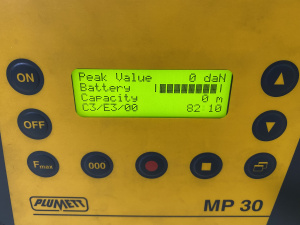 Peak Value 0 daN
Battery
Capacity 0 m
C3/E3/00 82 10
ON
OFF
Fmax
000
PLUMETT
MP 30